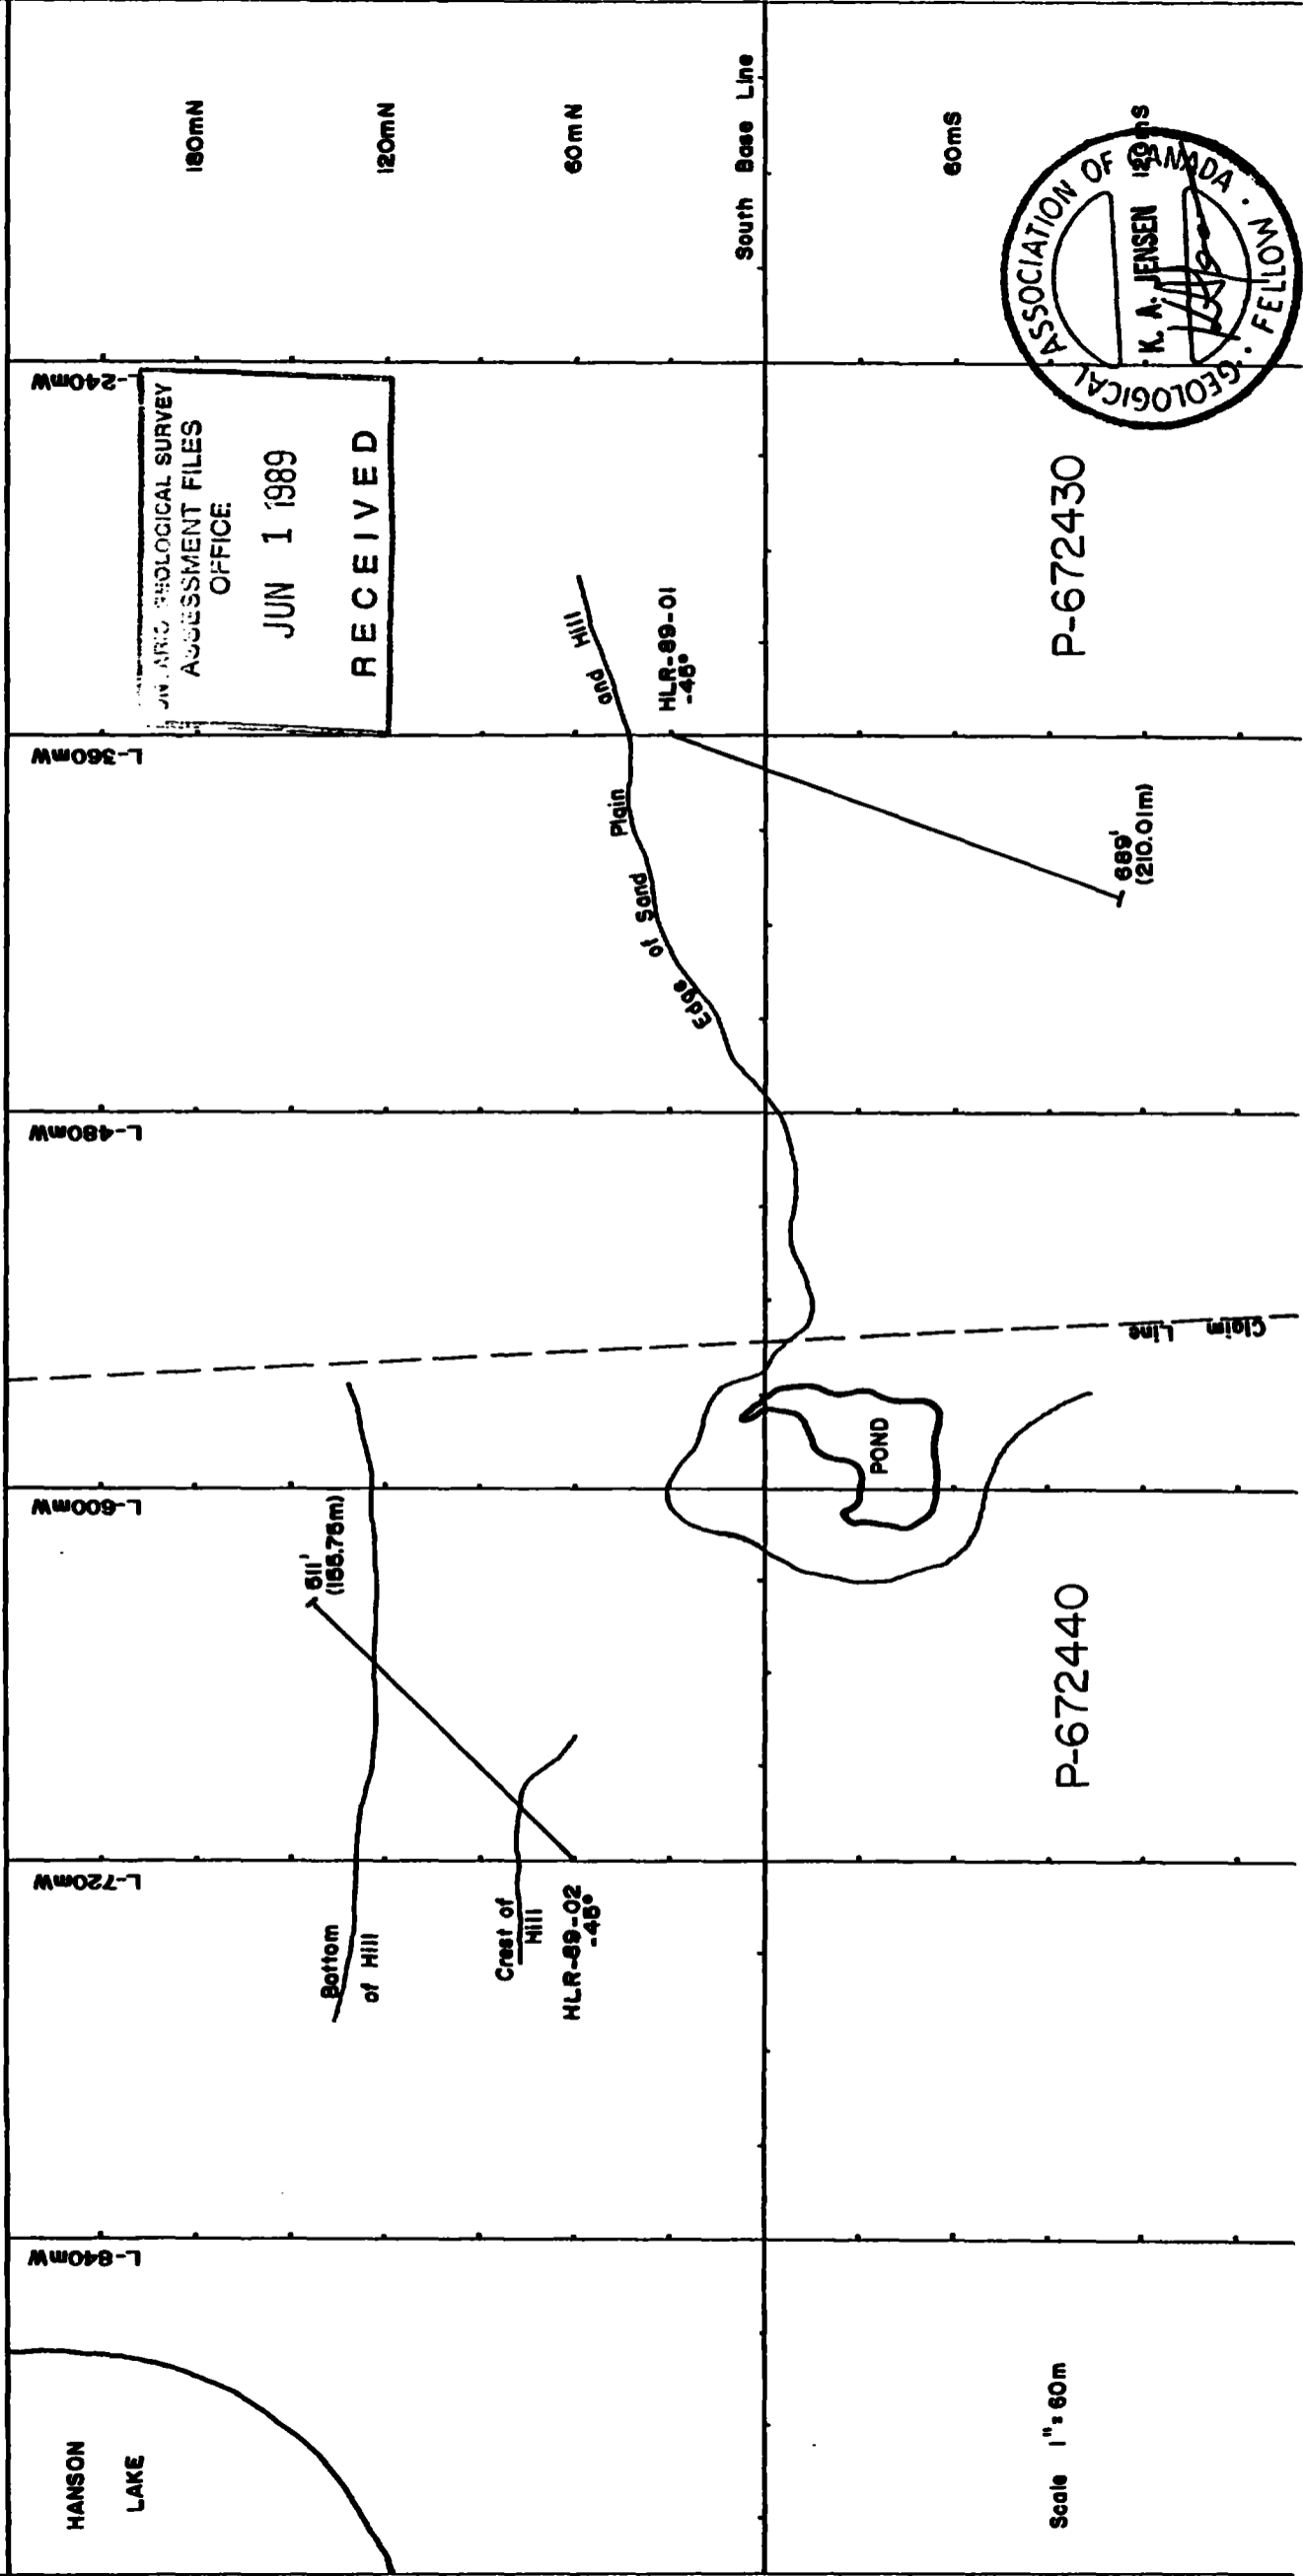 HANSON
LAKE
L-840mW
L-720mW
L-600mW
L-480mW
L-360mW
L-240mW
180mN
120mN
60mN
South Base Line
60mS
120mS
ASSESSMENT FILES
OFFICE
JUN 1 1989
RECEIVED
Bottom
of Hill
Crest of
Hill
HLR-89-02
-45°
511'
(155.75m)
Edge of Sand Plain and Hill
HLR-89-01
-45°
689'
(210.01m)
POND
Claim Line
P-672440
P-672430
Scale 1": 60m
GEOLOGICAL ASSOCIATION OF CANADA
K. A. JENSEN
FELLOW